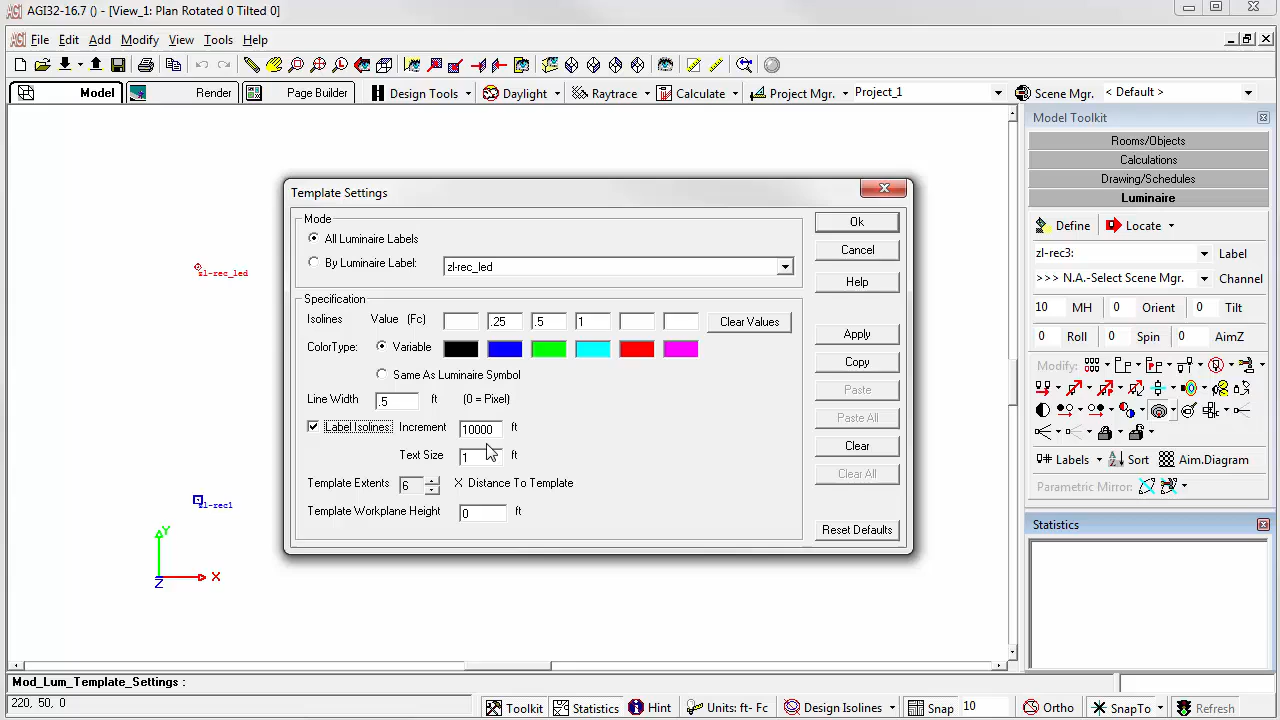 AGI32-16.7 () - [View_1: Plan Rotated 0 Tilted 0]
File Edit Add Modify View Tools Help
Model Render Page Builder Design Tools Daylight Raytrace Calculate Project Mgr. Project_1 Scene Mgr. < Default >
Model Toolkit
Rooms/Objects
Calculations
Drawing/Schedules
Luminaire
Define Locate
zl-rec3: Label
>>> N.A.-Select Scene Mgr. Channel
10 MH 0 Orient 0 Tilt
0 Roll 0 Spin 0 AimZ
Modify:
Labels Sort Aim.Diagram
Parametric Mirror:
Statistics
zl-rec_led
zl-rec1
Y
X
Z
Template Settings
Mode
All Luminaire Labels
By Luminaire Label: zl-rec_led
Specification
Isolines Value (Fc) .25 .5 1 Clear Values
ColorType: Variable
Same As Luminaire Symbol
Line Width .5 ft (0 = Pixel)
Label Isolines Increment 10000 ft
Text Size 1 ft
Template Extents 6 X Distance To Template
Template Workplane Height 0 ft
Ok
Cancel
Help
Apply
Copy
Paste
Paste All
Clear
Clear All
Reset Defaults
Mod_Lum_Template_Settings :
220, 50, 0
Toolkit Statistics Hint Units: ft- Fc Design Isolines Snap 10 Ortho SnapTo Refresh